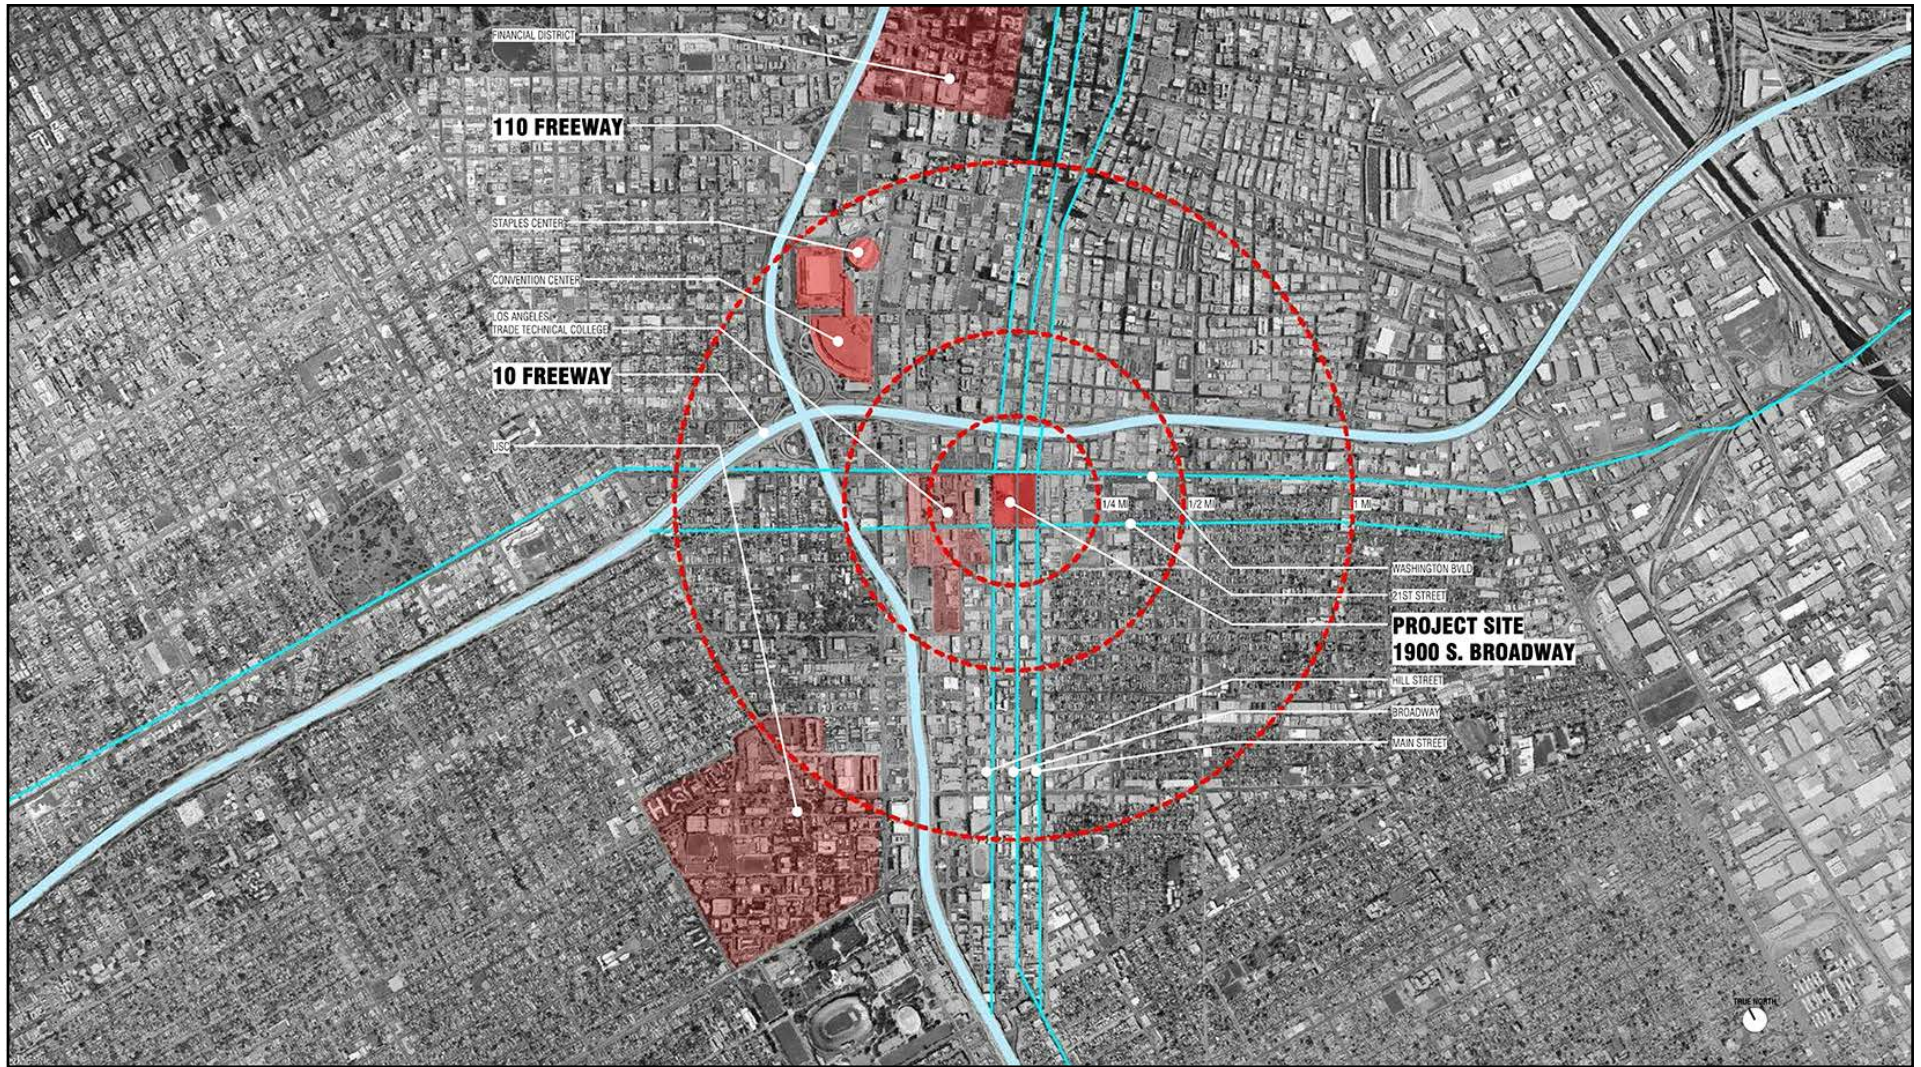 FINANCIAL DISTRICT
110 FREEWAY
STAPLES CENTER
CONVENTION CENTER
LOS ANGELES
TRADE TECHNICAL COLLEGE
10 FREEWAY
USC
1/4 MI
1/2 MI
1 MI
WASHINGTON BVLD
21ST STREET
PROJECT SITE
1900 S. BROADWAY
HILL STREET
BROADWAY
MAIN STREET
TRUE NORTH